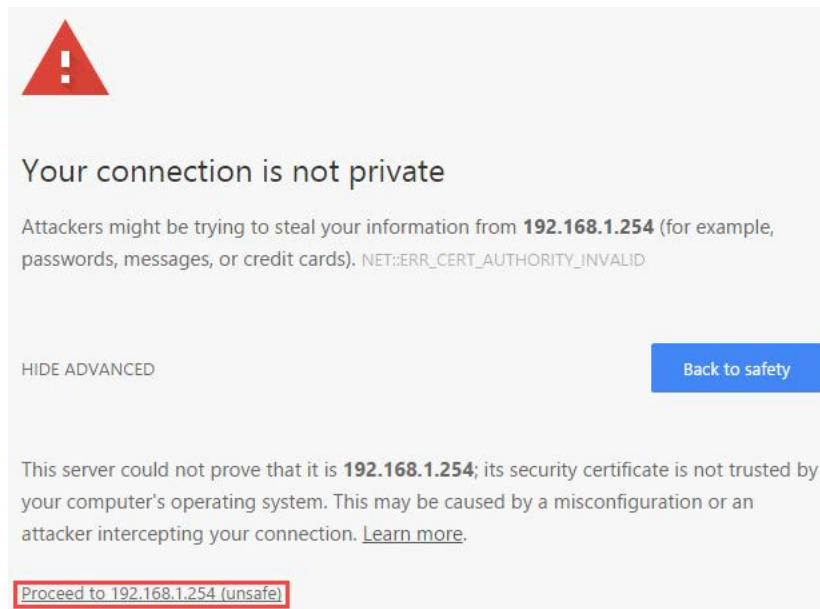 Your connection is not private
Attackers might be trying to steal your information from 192.168.1.254 (for example,
passwords, messages, or credit cards). NET::ERR_CERT_AUTHORITY_INVALID
HIDE ADVANCED
Back to safety
This server could not prove that it is 192.168.1.254; its security certificate is not trusted by
your computer's operating system. This may be caused by a misconfiguration or an
attacker intercepting your connection. Learn more.
Proceed to 192.168.1.254 (unsafe)